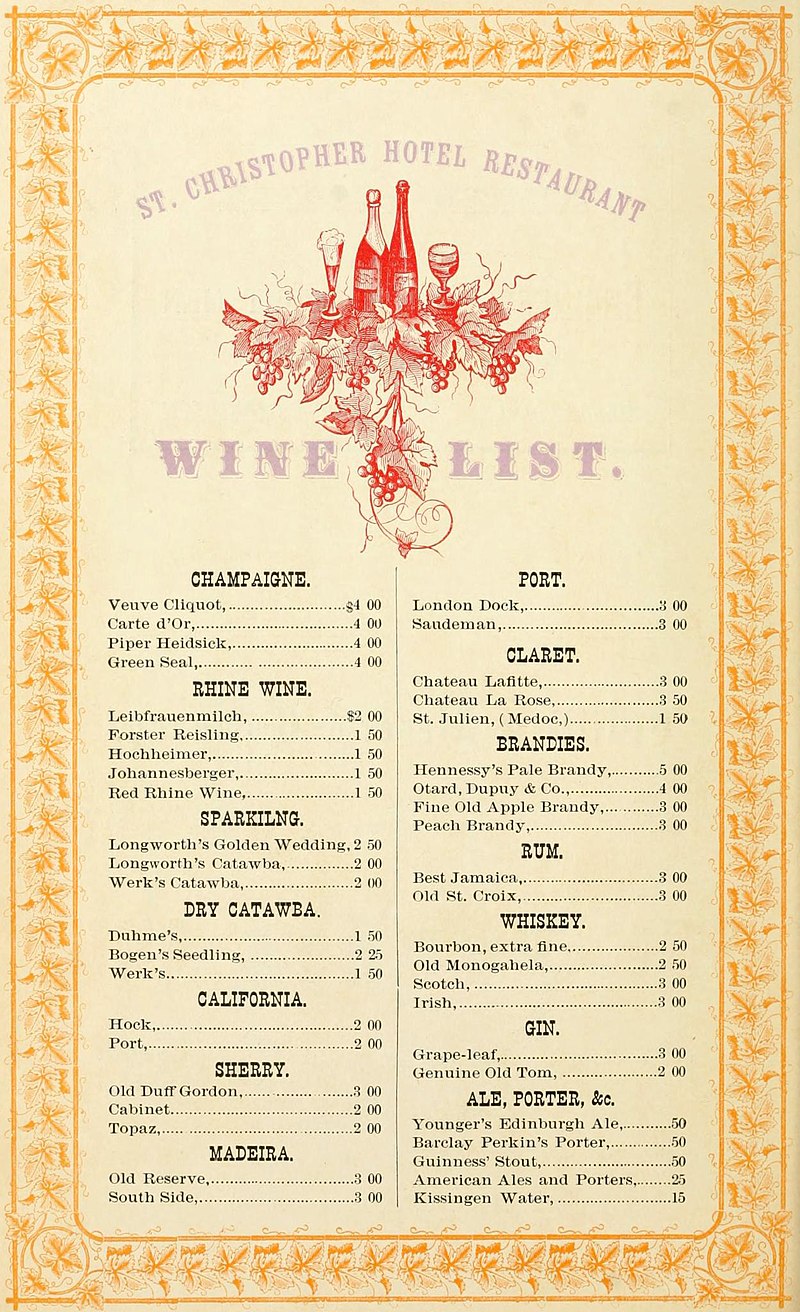 ST. CHRISTOPHER HOTEL RESTAURANT
WINE LIST.
CHAMPAIGNE.
Veuve Cliquot,..........................$4 00
Carte d'Or,..........................4 00
Piper Heidsick,..........................4 00
Green Seal,..........................4 00
RHINE WINE.
Leibfrauenmilch, .....................$2 00
Forster Reisling,........................1 50
Hochheimer,..........................1 50
Johannesberger,..........................1 50
Red Rhine Wine,........................1 50
SPARKILNG.
Longworth's Golden Wedding, 2 50
Longworth's Catawba,...............2 00
Werk's Catawba,........................2 00
DRY CATAWBA.
Duhme's,..........................1 50
Bogen's Seedling, .......................2 25
Werk's..........................1 50
CALIFORNIA.
Hock,..........................2 00
Port,..........................2 00
SHERRY.
Old Duff Gordon,........................3 00
Cabinet..........................2 00
Topaz,..........................2 00
MADEIRA.
Old Reserve,..........................3 00
South Side,..........................3 00
PORT.
London Dock,..........................3 00
Saudeman,..........................3 00
CLARET.
Chateau Lafitte,..........................3 00
Chateau La Rose,.......................3 50
St. Julien, (Medoc,)....................1 50
BRANDIES.
Hennessy's Pale Brandy,..........5 00
Otard, Dupuy & Co.,...................4 00
Fine Old Apple Brandy,............3 00
Peach Brandy,..........................3 00
RUM.
Best Jamaica,..........................3 00
Old St. Croix,..........................3 00
WHISKEY.
Bourbon, extra fine,...................2 50
Old Monogahela,........................2 50
Scotch, ..........................3 00
Irish,..........................3 00
GIN.
Grape-leaf,..........................3 00
Genuine Old Tom, .....................2 00
ALE, PORTER, &c.
Younger's Edinburgh Ale,..........50
Barclay Perkin's Porter,.............50
Guinness' Stout,..........................50
American Ales and Porters,........25
Kissingen Water, ........................15